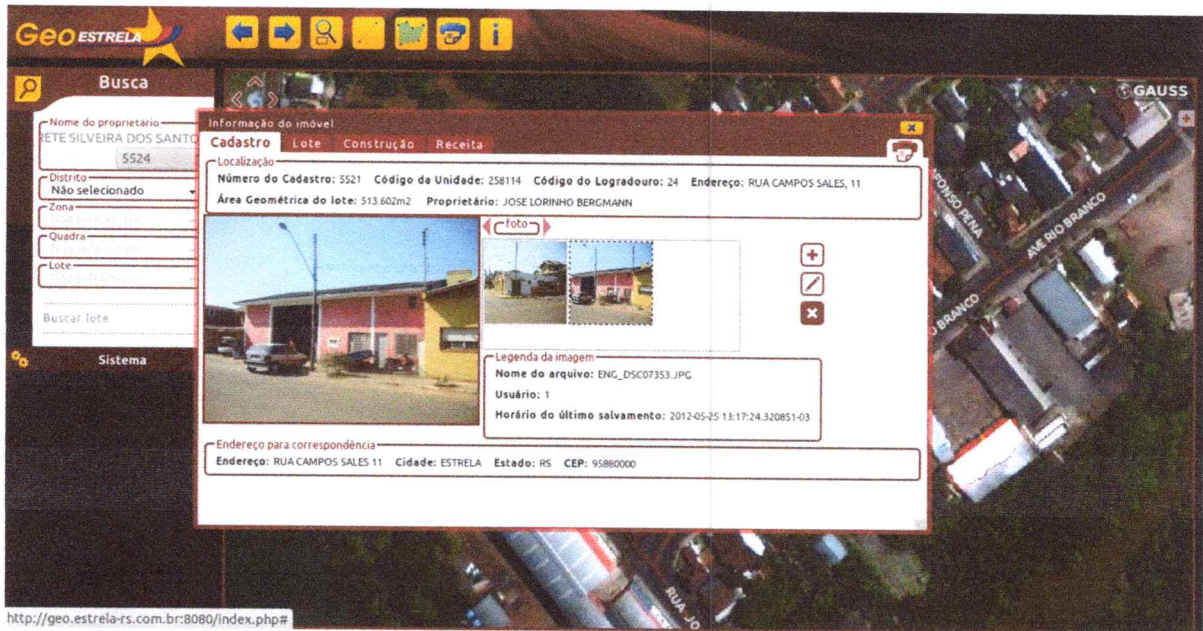 Geo ESTRELA
Busca
GAUSS
Nome do proprietário
RETE SILVEIRA DOS SANTO
5524
Distrito
Não selecionado
Zona
Quadra
Lote
Buscar lote
Sistema
Informação do imóvel
Cadastro Lote Construção Receita
Localização
Número do Cadastro: 5521 Código da Unidade: 258114 Código do Logradouro: 24 Endereço: RUA CAMPOS SALES, 11
Área Geométrica do lote: 513.602m2 Proprietário: JOSE LORINHO BERGMANN
foto
Legenda da imagem
Nome do arquivo: ENG_DSC07353.JPG
Usuário: 1
Horário do último salvamento: 2012-05-25 13:17:24.320851-03
Endereço para correspondência
Endereço: RUA CAMPOS SALES 11 Cidade: ESTRELA Estado: RS CEP: 95880000
AFONSO PENA
AVE RIO BRANCO
O BRANCO
RUA JO
http://geo.estrela-rs.com.br:8080/index.php#